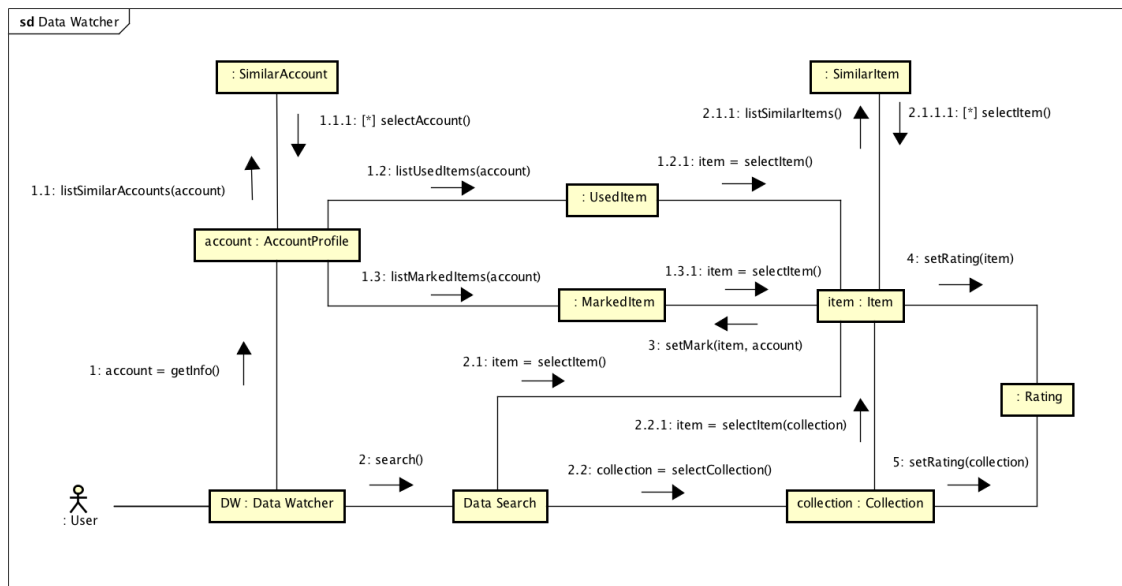 sd Data Watcher
: SimilarAccount
: SimilarItem
1.1.1: [*] selectAccount()
2.1.1: listSimilarItems()
2.1.1.1: [*] selectItem()
1.2: listUsedItems(account)
1.2.1: item = selectItem()
1.1: listSimilarAccounts(account)
: UsedItem
account : AccountProfile
1.3: listMarkedItems(account)
1.3.1: item = selectItem()
4: setRating(item)
: MarkedItem
item : Item
3: setMark(item, account)
1: account = getInfo()
2.1: item = selectItem()
: Rating
2.2.1: item = selectItem(collection)
2: search()
2.2: collection = selectCollection()
5: setRating(collection)
DW : Data Watcher
Data Search
collection : Collection
: User